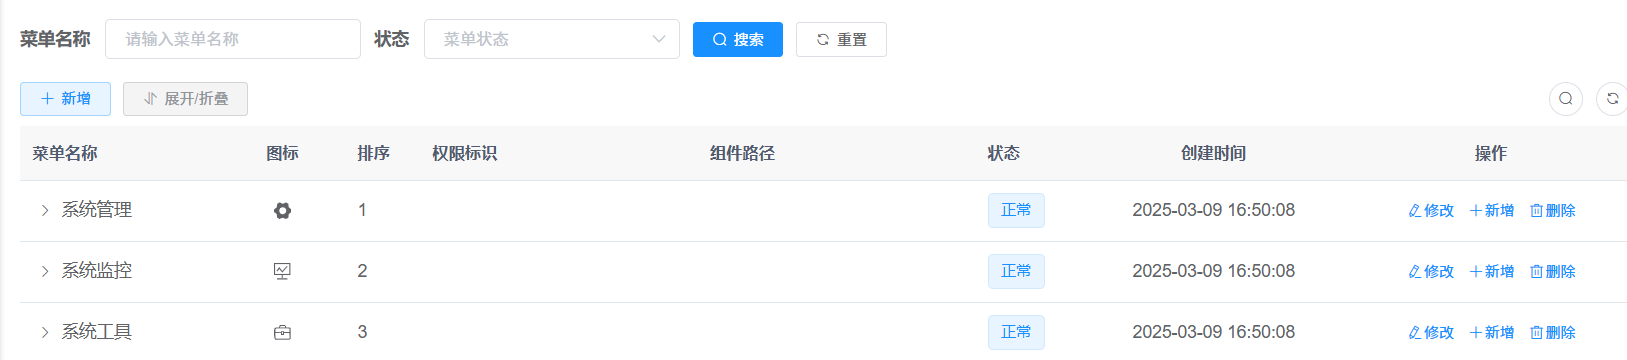 菜单名称 请输入菜单名称 状态 菜单状态 搜索 重置
新增 展开/折叠
菜单名称 图标 排序 权限标识 组件路径 状态 创建时间 操作
系统管理 1 正常 2025-03-09 16:50:08 修改 新增 删除
系统监控 2 正常 2025-03-09 16:50:08 修改 新增 删除
系统工具 3 正常 2025-03-09 16:50:08 修改 新增 删除